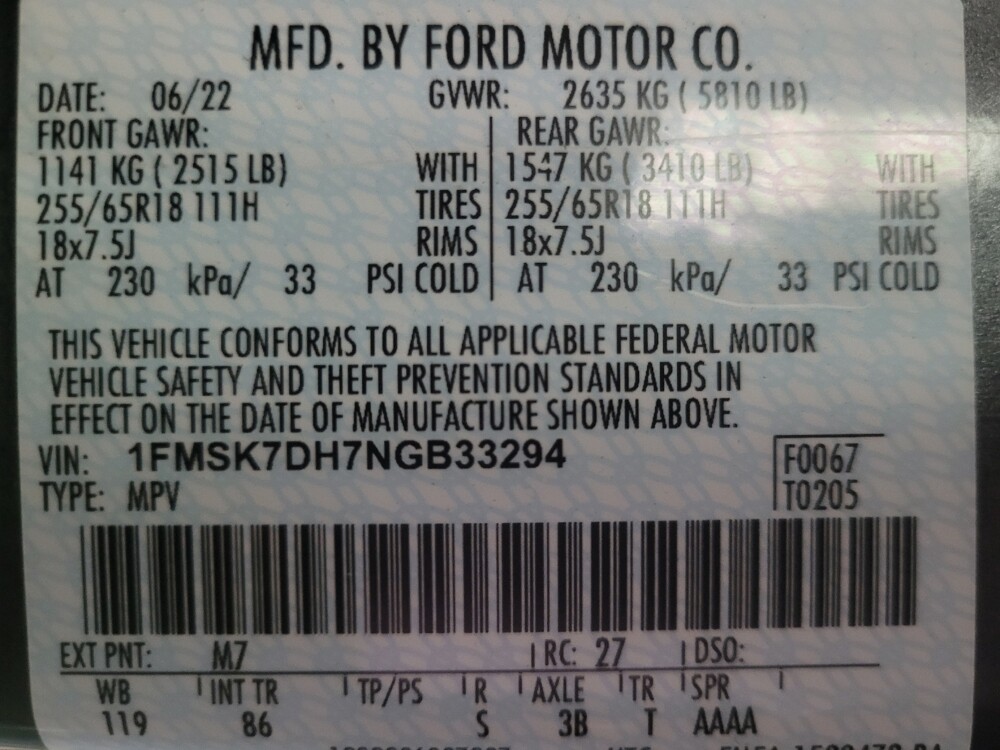 MFD. BY FORD MOTOR CO.
DATE: 06/22 GVWR: 2635 KG ( 5810 LB)
FRONT GAWR: REAR GAWR:
1141 KG ( 2515 LB) WITH 1547 KG ( 3410 LB) WITH
255/65R18 111H TIRES 255/65R18 111H TIRES
18x7.5J RIMS 18x7.5J RIMS
AT 230 kPa/ 33 PSI COLD AT 230 kPa/ 33 PSI COLD
THIS VEHICLE CONFORMS TO ALL APPLICABLE FEDERAL MOTOR
VEHICLE SAFETY AND THEFT PREVENTION STANDARDS IN
EFFECT ON THE DATE OF MANUFACTURE SHOWN ABOVE.
VIN: 1FMSK7DH7NGB33294 F0067
TYPE: MPV T0205
EXT PNT: M7 RC: 27 DSO:
WB INT TR TP/PS R AXLE TR SPR
119 86 S 3B T AAAA